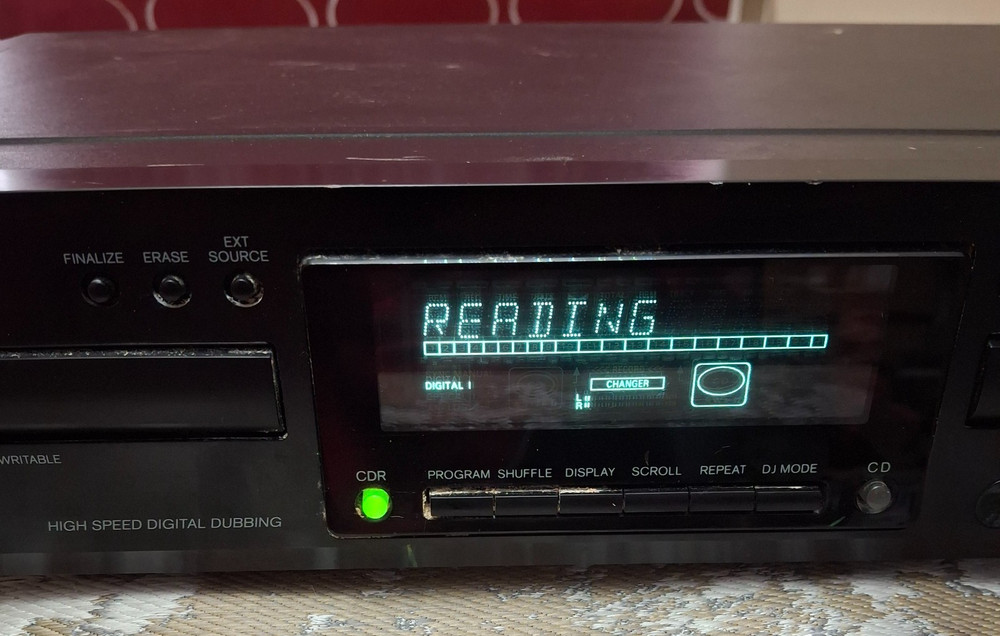 FINALIZE ERASE EXT SOURCE
READING
DIGITAL I
L
R
CHANGER
WRITABLE
HIGH SPEED DIGITAL DUBBING
CDR
PROGRAM SHUFFLE DISPLAY SCROLL REPEAT DJ MODE
CD